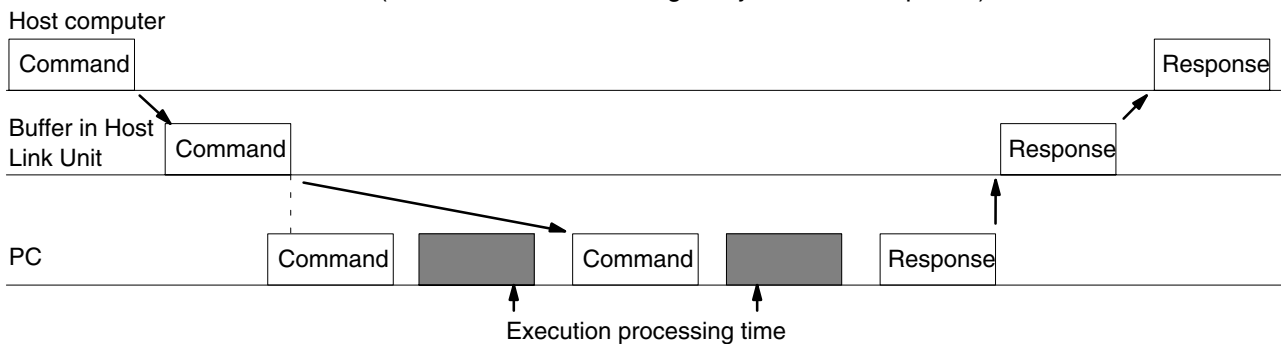 Host computer
Command
Response
Buffer in Host
Link Unit
Command
Response
PC
Command
Command
Response
Execution processing time